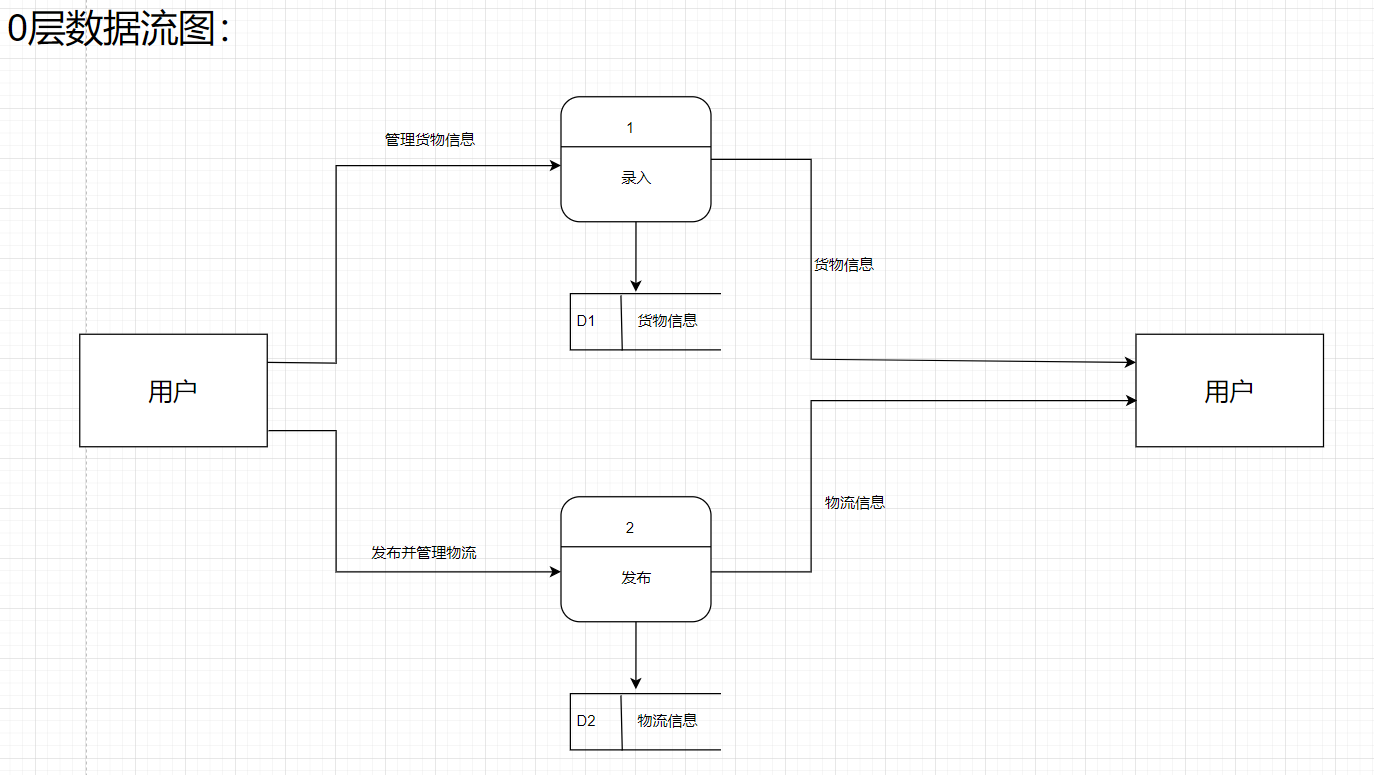 0层数据流图：
管理货物信息
1
录入
货物信息
D1
货物信息
用户
用户
物流信息
发布并管理物流
2
发布
D2
物流信息